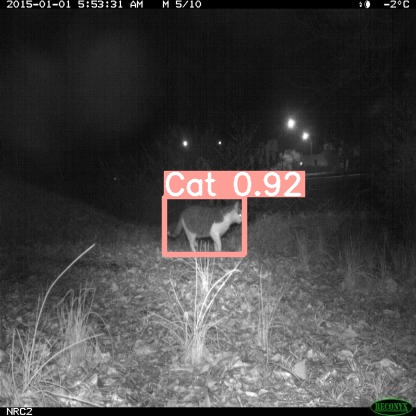 2015-01-01 5:53:31 AM M 5/10 -2°C
Cat 0.92
NRC2
RECONYX